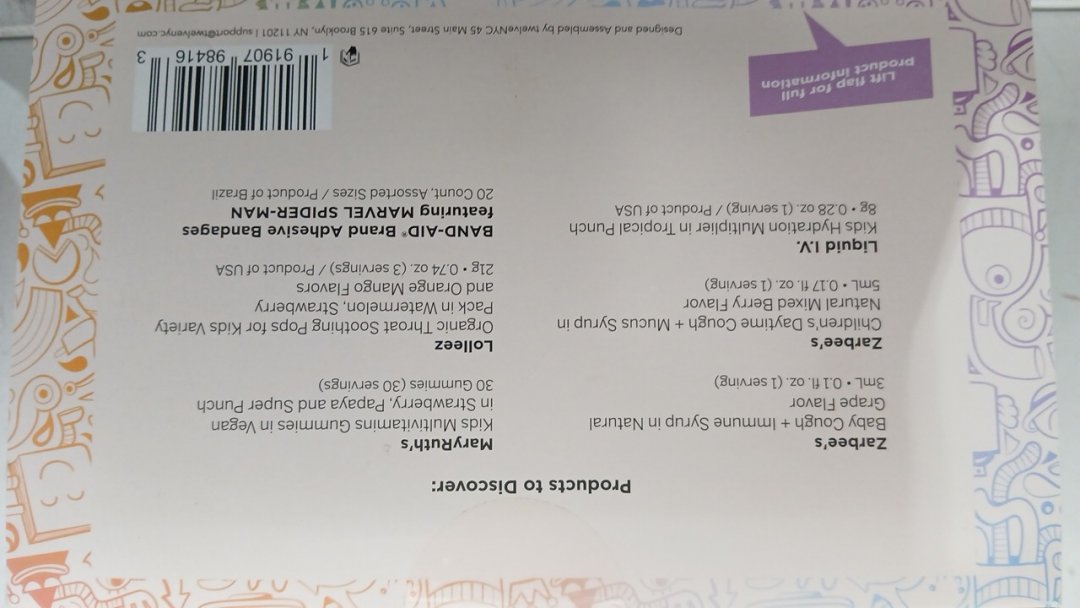 Products to Discover:
Zarbee's
Baby Cough + Immune Syrup in Natural
Grape Flavor
3mL • 0.1 fl. oz. (1 serving)
Zarbee's
Children's Daytime Cough + Mucus Syrup in
Natural Mixed Berry Flavor
5mL • 0.17 fl. oz. (1 serving)
Liquid I.V.
Kids Hydration Multiplier in Tropical Punch
8g • 0.28 oz. (1 serving) / Product of USA
MaryRuth's
Kids Multivitamins Gummies in Vegan
in Strawberry, Papaya and Super Punch
30 Gummies (30 servings)
Lolleez
Organic Throat Soothing Pops for Kids Variety
Pack in Watermelon, Strawberry
and Orange Mango Flavors
21g • 0.74 oz. (3 servings) / Product of USA
BAND-AID® Brand Adhesive Bandages
featuring MARVEL SPIDER-MAN
20 Count, Assorted Sizes / Product of Brazil
Lift flap for full
product information
1 91907 98416 3
Designed and Assembled by twelveNYC 45 Main Street, Suite 615 Brooklyn, NY 11201 | support@twelvenyc.com